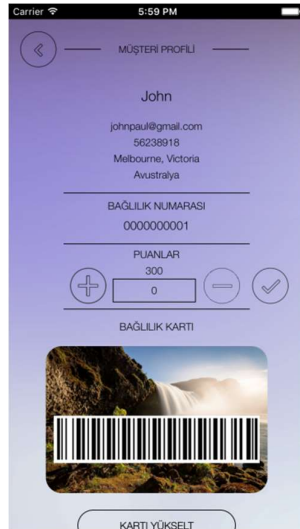 Carrier 5:59 PM
MÜŞTERİ PROFİLİ
John
johnpaul@gmail.com
56238918
Melbourne, Victoria
Avustralya
BAĞLILIK NUMARASI
0000000001
PUANLAR
300
0
BAĞLILIK KARTI
KARTI YÜKSELT